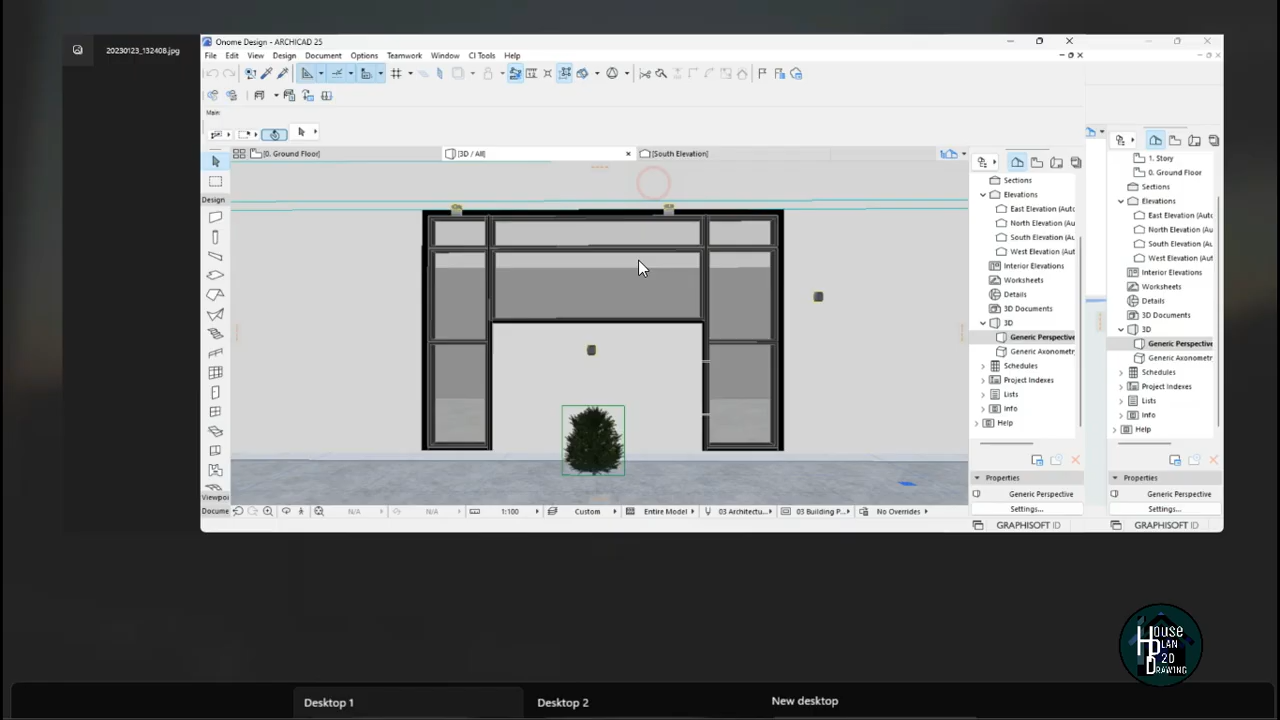 20230123_132408.jpg
Onome Design - ARCHICAD 25
File Edit View Design Document Options Teamwork Window CI Tools Help
Main:
[0. Ground Floor]
[3D / All]
[South Elevation]
Design
Viewpoi
Docume
Sections
Elevations
East Elevation (Auto
North Elevation (Au
South Elevation (Au
West Elevation (Aut
Interior Elevations
Worksheets
Details
3D Documents
3D
Generic Perspective
Generic Axonometr
Schedules
Project Indexes
Lists
Info
Help
Properties
Generic Perspective
Settings...
GRAPHISOFT ID
1. Story
0. Ground Floor
Sections
Elevations
East Elevation (Auto
North Elevation (Au
South Elevation (Au
West Elevation (Aut
Interior Elevations
Worksheets
Details
3D Documents
3D
Generic Perspective
Generic Axonometr
Schedules
Project Indexes
Lists
Info
Help
Properties
Generic Perspective
Settings...
GRAPHISOFT ID
N/A N/A 1:100 Custom Entire Model 03 Architectu... 03 Building P... No Overrides
House
Plan
2D
Drawing
Desktop 1
Desktop 2
New desktop